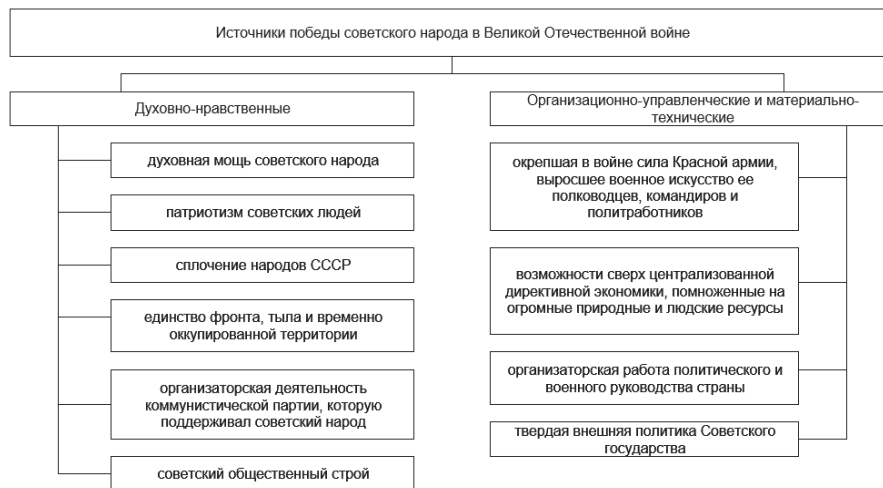 Источники победы советского народа в Великой Отечественной войне
Духовно-нравственные
духовная мощь советского народа
патриотизм советских людей
сплочение народов СССР
единство фронта, тыла и временно
оккупированной территории
организаторская деятельность
коммунистической партии, которую
поддерживал советский народ
советский общественный строй
Организационно-управленческие и материально-
технические
окрепшая в войне сила Красной армии,
выросшее военное искусство ее
полководцев, командиров и
политработников
возможности сверх централизованной
директивной экономики, помноженные на
огромные природные и людские ресурсы
организаторская работа политического и
военного руководства страны
твердая внешняя политика Советского
государства